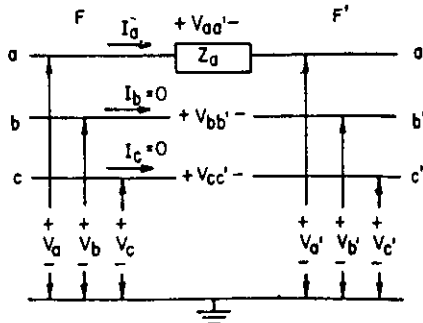 F I_a + V_aa' − F'
a Z_a a'
I_b=0
b + V_bb' − b'
I_c=0
c + V_cc' − c'
+ + + + + +
V_a V_b V_c V_a' V_b' V_c'
− − − − − −